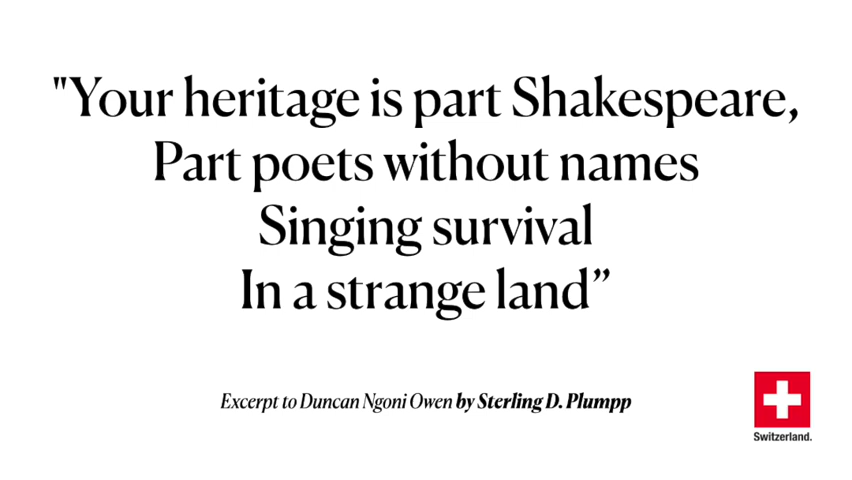 "Your heritage is part Shakespeare,
Part poets without names
Singing survival
In a strange land”
Excerpt to Duncan Ngoni Owen by Sterling D. Plumpp
Switzerland.